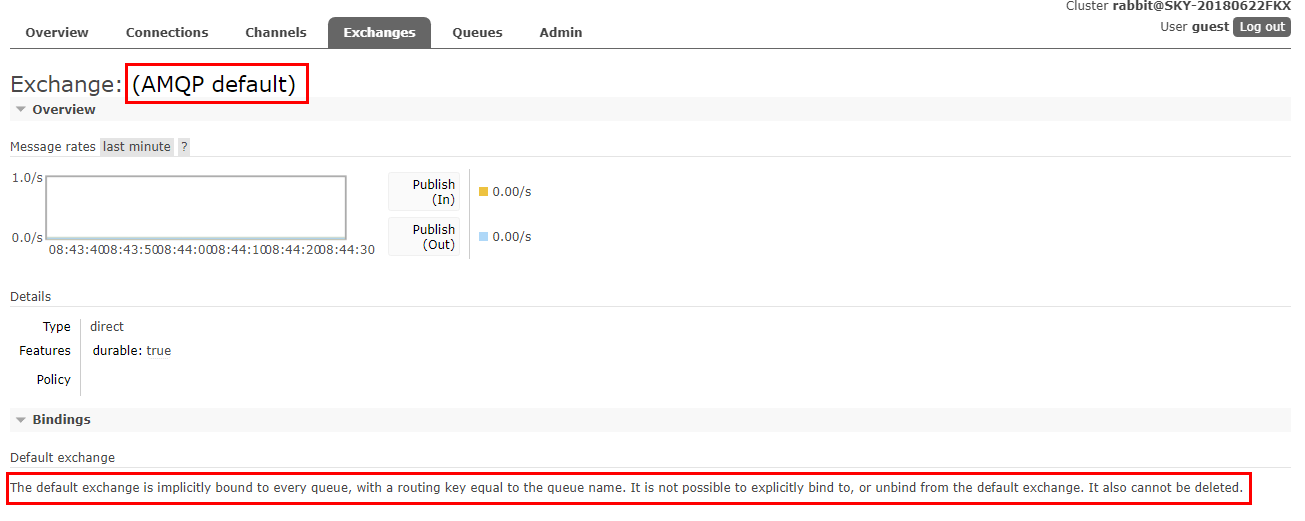 Cluster rabbit@SKY-20180622FKX
User guest Log out
Overview Connections Channels Exchanges Queues Admin
Exchange: (AMQP default)
Overview
Message rates last minute ?
1.0/s
0.0/s
08:43:40 08:43:50 08:44:00 08:44:10 08:44:20 08:44:30
Publish (In) 0.00/s
Publish (Out) 0.00/s
Details
Type direct
Features durable: true
Policy
Bindings
Default exchange
The default exchange is implicitly bound to every queue, with a routing key equal to the queue name. It is not possible to explicitly bind to, or unbind from the default exchange. It also cannot be deleted.